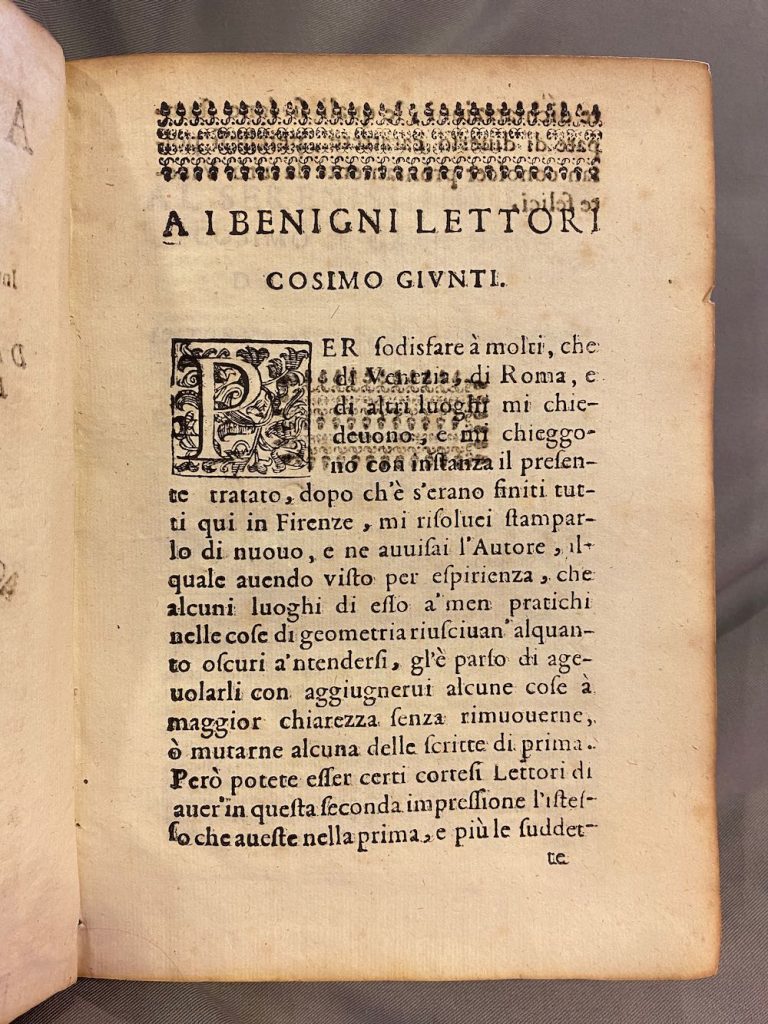 A I BENIGNI LETTORI
COSIMO GIVNTI.
PER ſodisfare à molti, che
di Venezia, di Roma, e
di altri luoghi mi chie-
deuono, e mi chieggo-
no con inſtanza il preſen-
te tratato, dopo ch'è s'erano finiti tut-
ti qui in Firenze, mi riſoluei ſtampar-
lo di nuouo, e ne auuiſai l'Autore, il
quale auendo viſto per eſpirienza, che
alcuni luoghi di eſſo a'men pratichi
nelle coſe di geometria riuſciuan'alquan-
to oſcuri a'ntenderſi, gl'è parſo di age-
uolarli con aggiugnerui alcune coſe à
maggior chiarezza ſenza rimuouerne,
ò mutarne alcuna delle ſcritte di prima.
Però potete eſſer certi corteſi Lettori di
auer'in queſta ſeconda impreſſione l'iſteſ-
ſo che aueſte nella prima, e più le ſuddet-
te